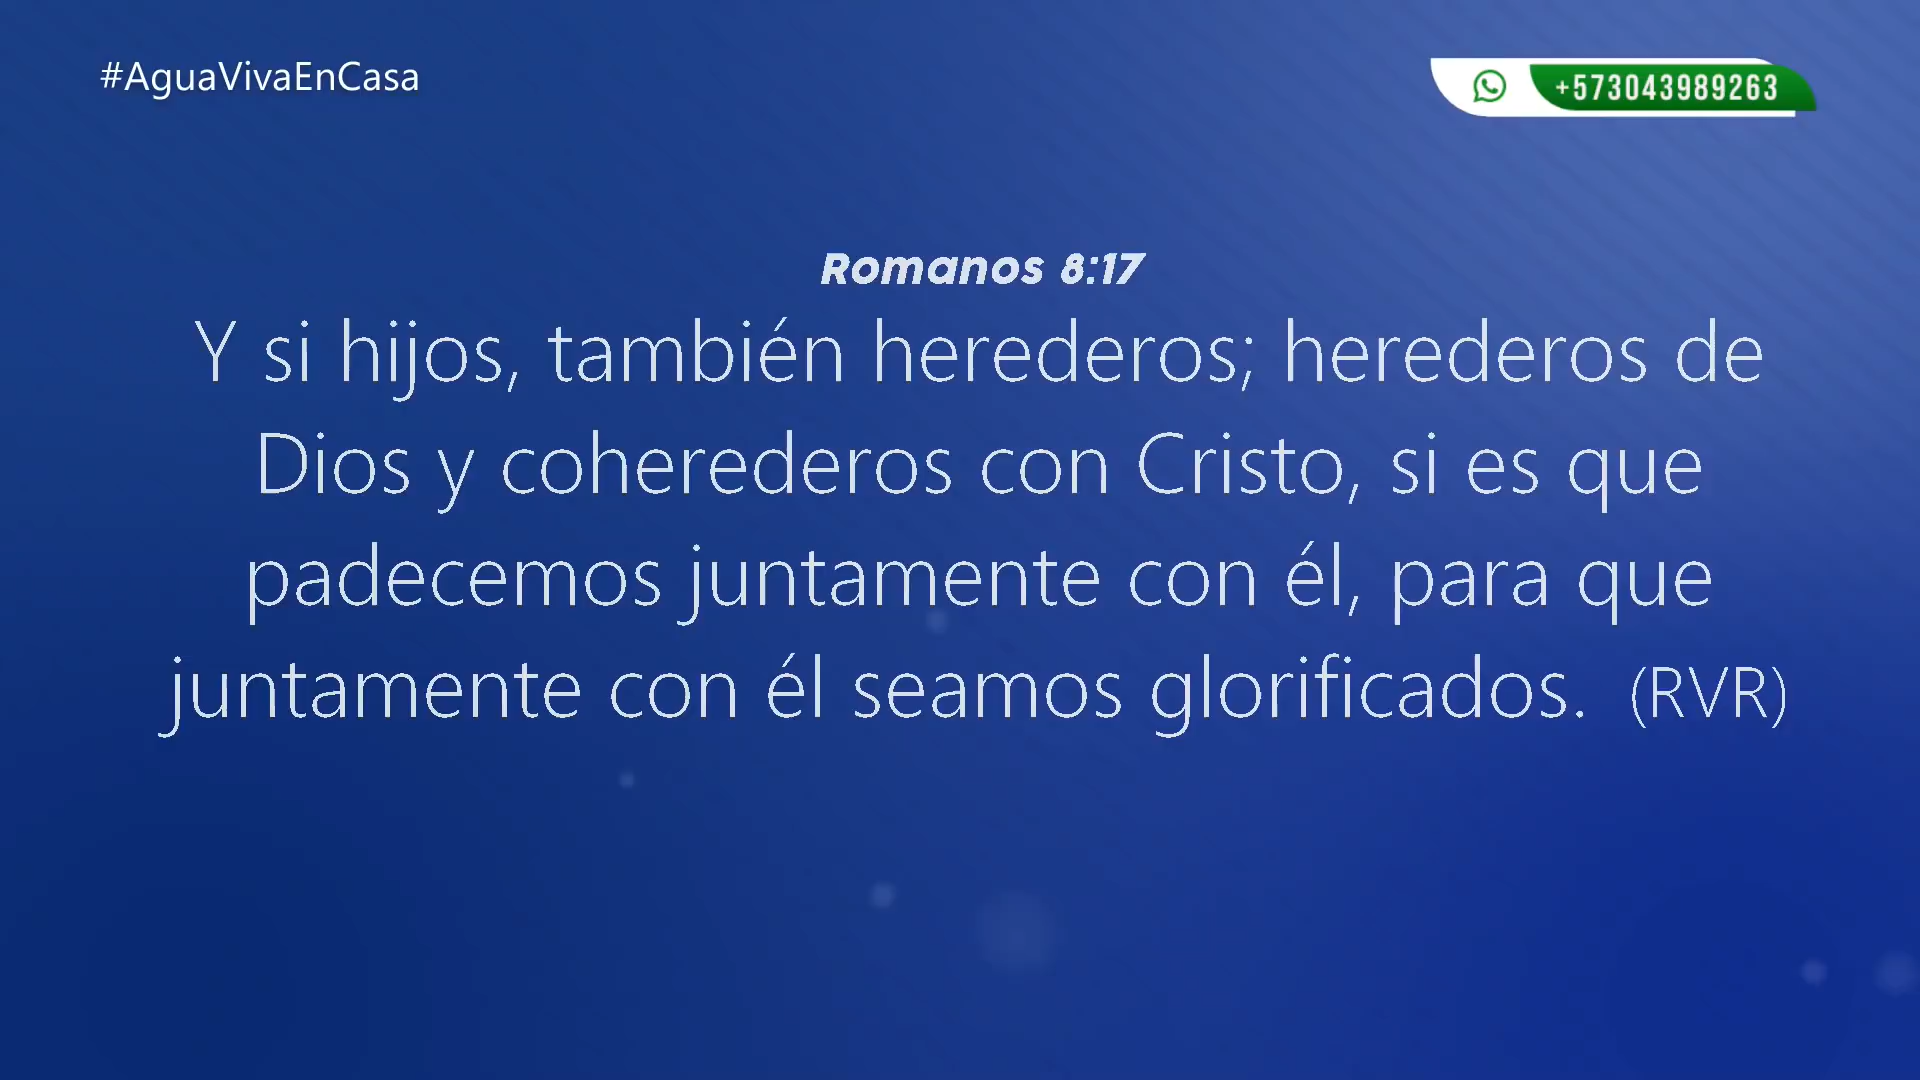 #AguaVivaEnCasa
+573043989263
Romanos 8:17
Y si hijos, también herederos; herederos de
Dios y coherederos con Cristo, si es que
padecemos juntamente con él, para que
juntamente con él seamos glorificados. (RVR)